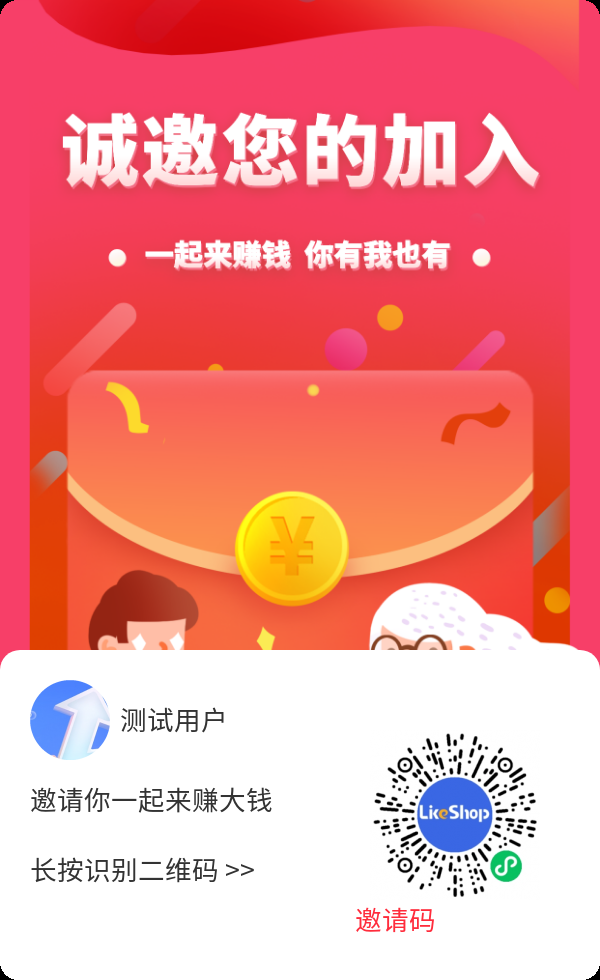 诚邀您的加入
一起来赚钱 你有我也有
¥
测试用户
邀请你一起来赚大钱
长按识别二维码 >>
LikeShop
邀请码